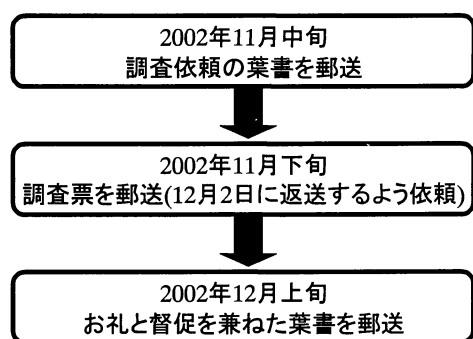 2002年11月中旬
調査依頼の葉書を郵送
2002年11月下旬
調査票を郵送(12月2日に返送するよう依頼)
2002年12月上旬
お礼と督促を兼ねた葉書を郵送